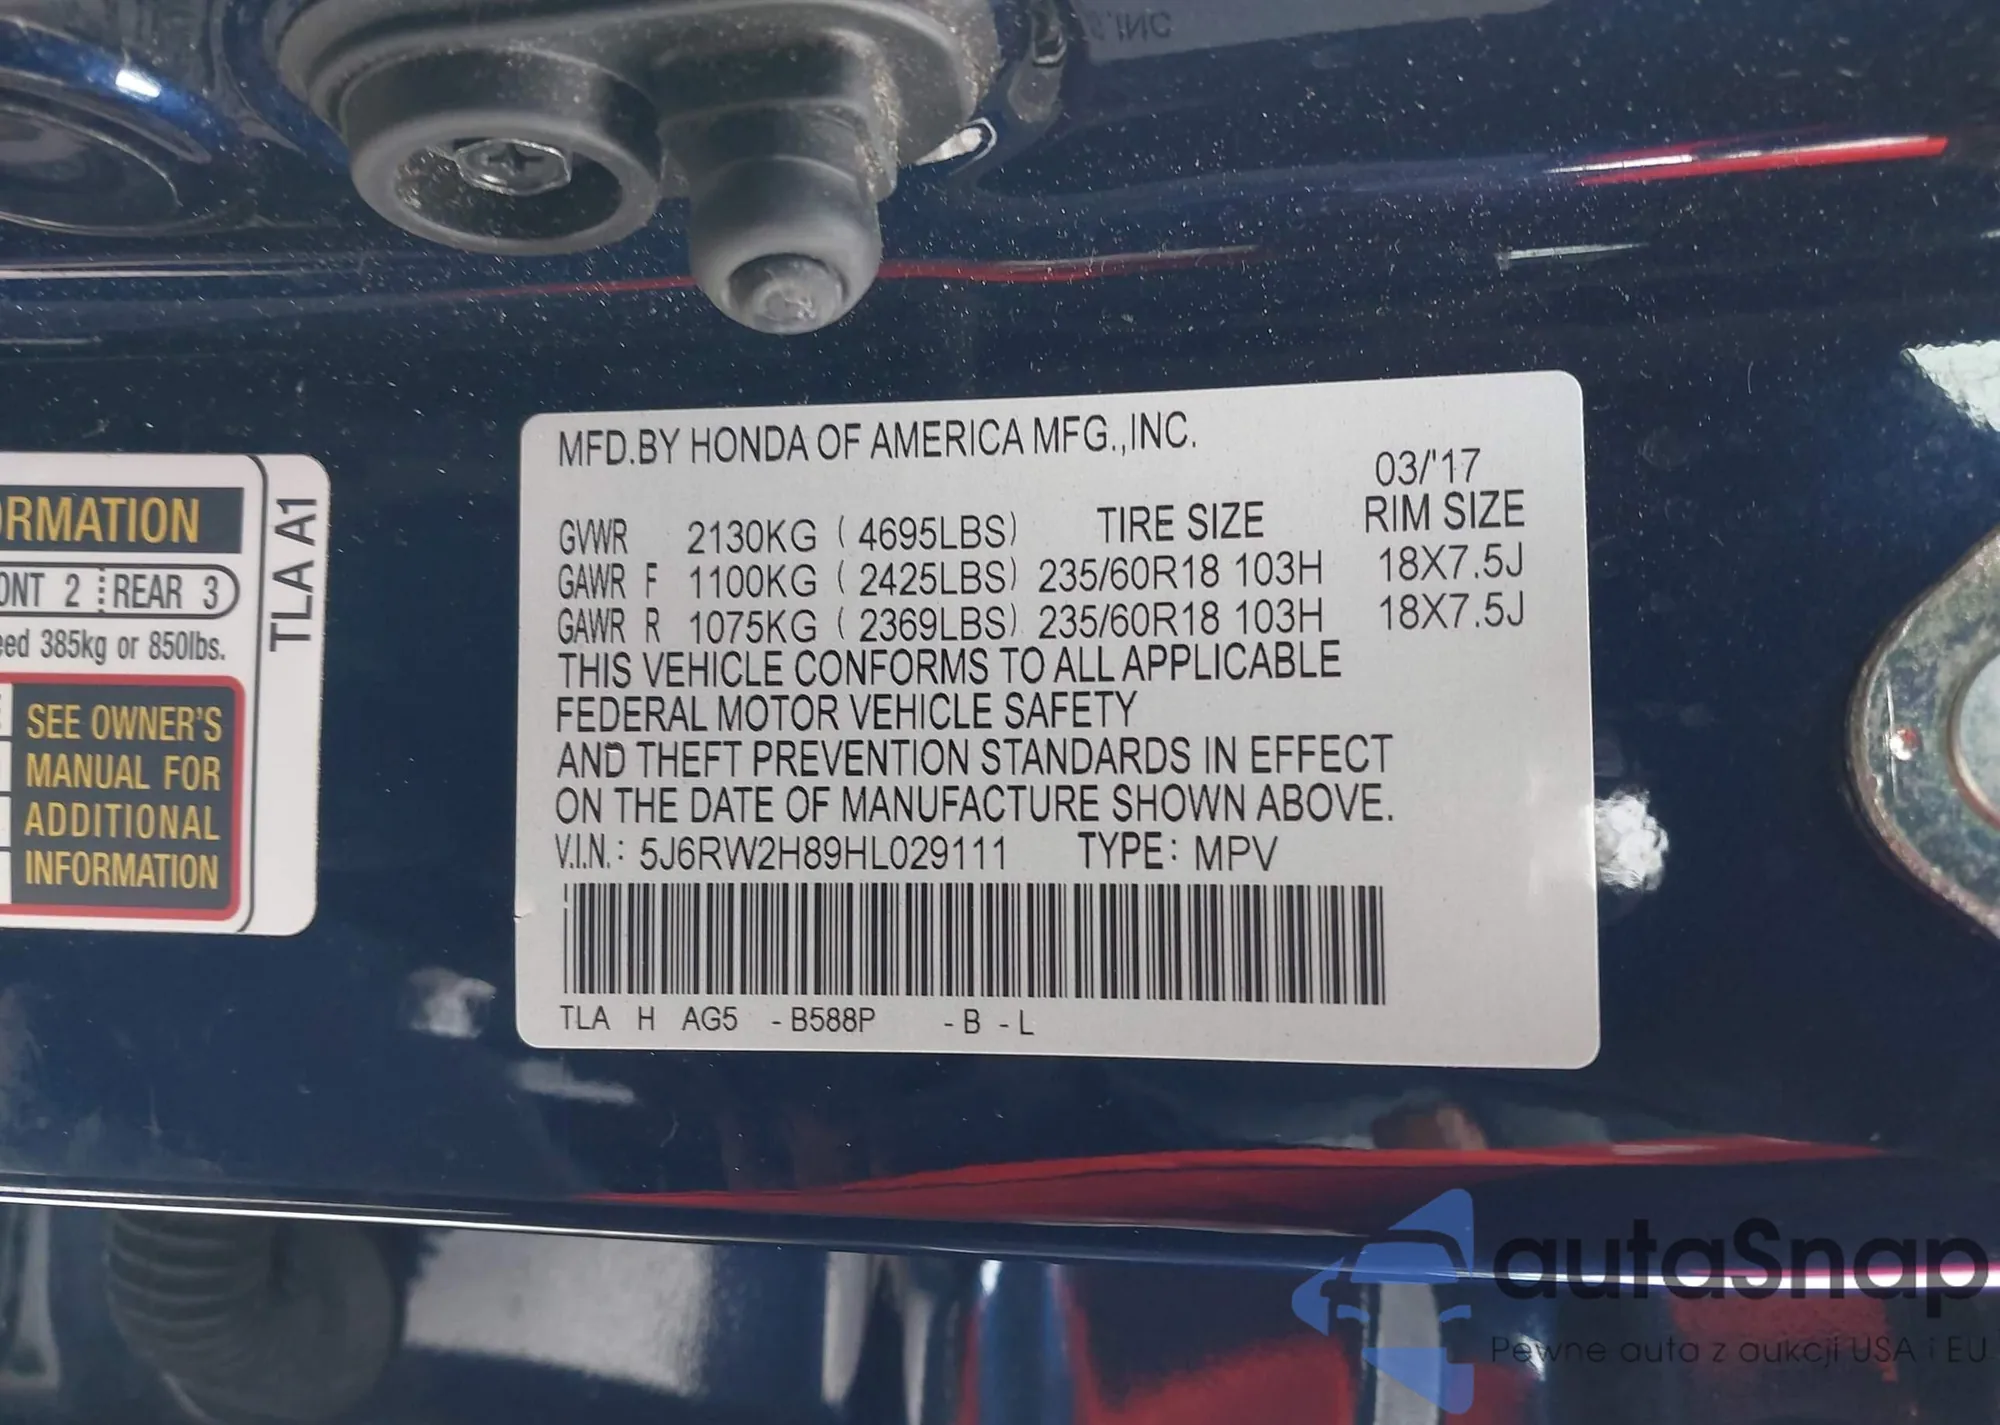 S.INC
RMATION
ONT 2 REAR 3
eed 385kg or 850lbs.
SEE OWNER'S
MANUAL FOR
ADDITIONAL
INFORMATION
TLA A1
MFD.BY HONDA OF AMERICA MFG.,INC.
03/'17
GVWR 2130KG ( 4695LBS) TIRE SIZE RIM SIZE
GAWR F 1100KG ( 2425LBS) 235/60R18 103H 18X7.5J
GAWR R 1075KG ( 2369LBS) 235/60R18 103H 18X7.5J
THIS VEHICLE CONFORMS TO ALL APPLICABLE
FEDERAL MOTOR VEHICLE SAFETY
AND THEFT PREVENTION STANDARDS IN EFFECT
ON THE DATE OF MANUFACTURE SHOWN ABOVE.
V.I.N.: 5J6RW2H89HL029111 TYPE: MPV
TLA H AG5 -B588P -B -L
autaSnap
Pewne auta z aukcji USA i EU